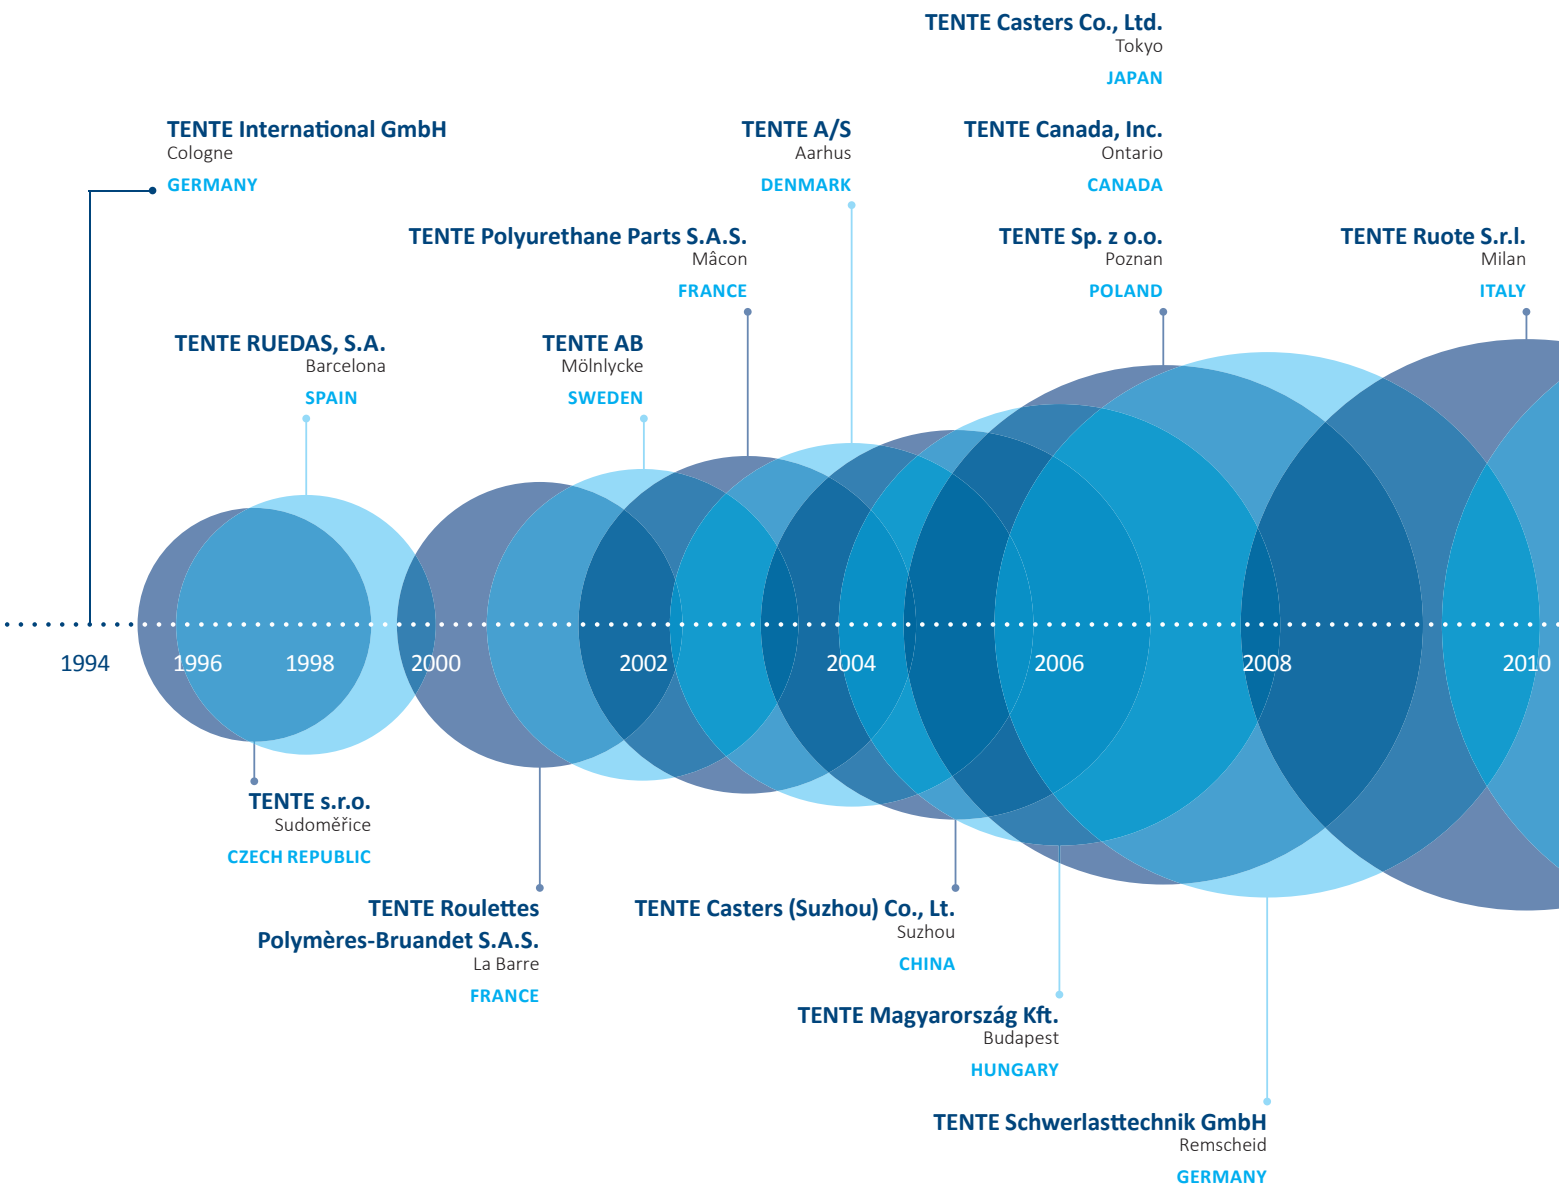 TENTE Casters Co., Ltd.
Tokyo
JAPAN
TENTE International GmbH
Cologne
GERMANY
TENTE A/S
Aarhus
DENMARK
TENTE Canada, Inc.
Ontario
CANADA
TENTE Polyurethane Parts S.A.S.
Mâcon
FRANCE
TENTE Sp. z o.o.
Poznan
POLAND
TENTE Ruote S.r.l.
Milan
ITALY
TENTE RUEDAS, S.A.
Barcelona
SPAIN
TENTE AB
Mölnlycke
SWEDEN
1994 1996 1998 2000 2002 2004 2006 2008 2010
TENTE s.r.o.
Sudoměřice
CZECH REPUBLIC
TENTE Roulettes
Polymères-Bruandet S.A.S.
La Barre
FRANCE
TENTE Casters (Suzhou) Co., Lt.
Suzhou
CHINA
TENTE Magyarország Kft.
Budapest
HUNGARY
TENTE Schwerlasttechnik GmbH
Remscheid
GERMANY